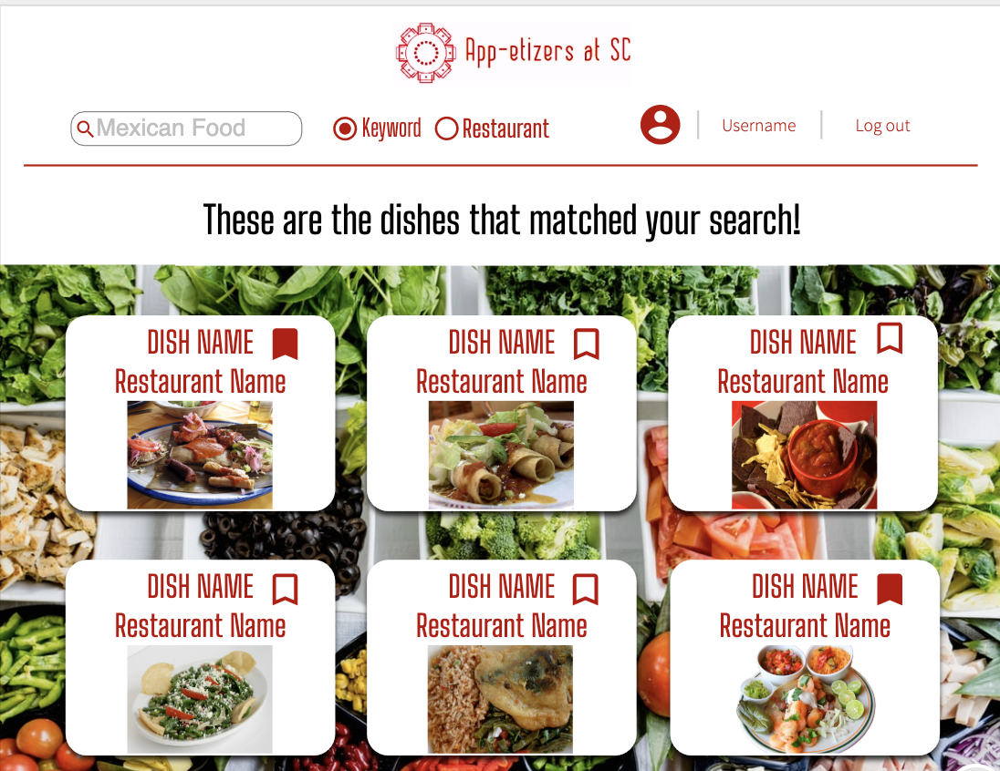 App-etizers at SC
Mexican Food
Keyword
Restaurant
Username
Log out
These are the dishes that matched your search!
DISH NAME
Restaurant Name
DISH NAME
Restaurant Name
DISH NAME
Restaurant Name
DISH NAME
Restaurant Name
DISH NAME
Restaurant Name
DISH NAME
Restaurant Name